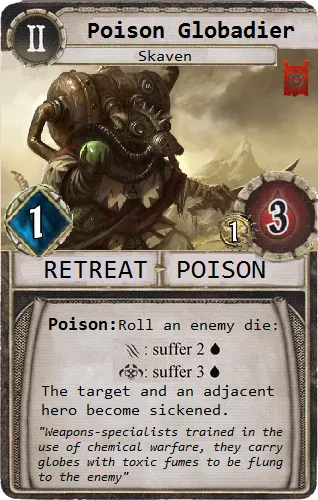 II
Poison Globadier
Skaven
1
1
3
RETREAT
POISON
Poison:Roll an enemy die:
: suffer 2
: suffer 3
The target and an adjacent
hero become sickened.
"Weapons-specialists trained in the
use of chemical warfare, they carry
globes with toxic fumes to be flung
to the enemy"